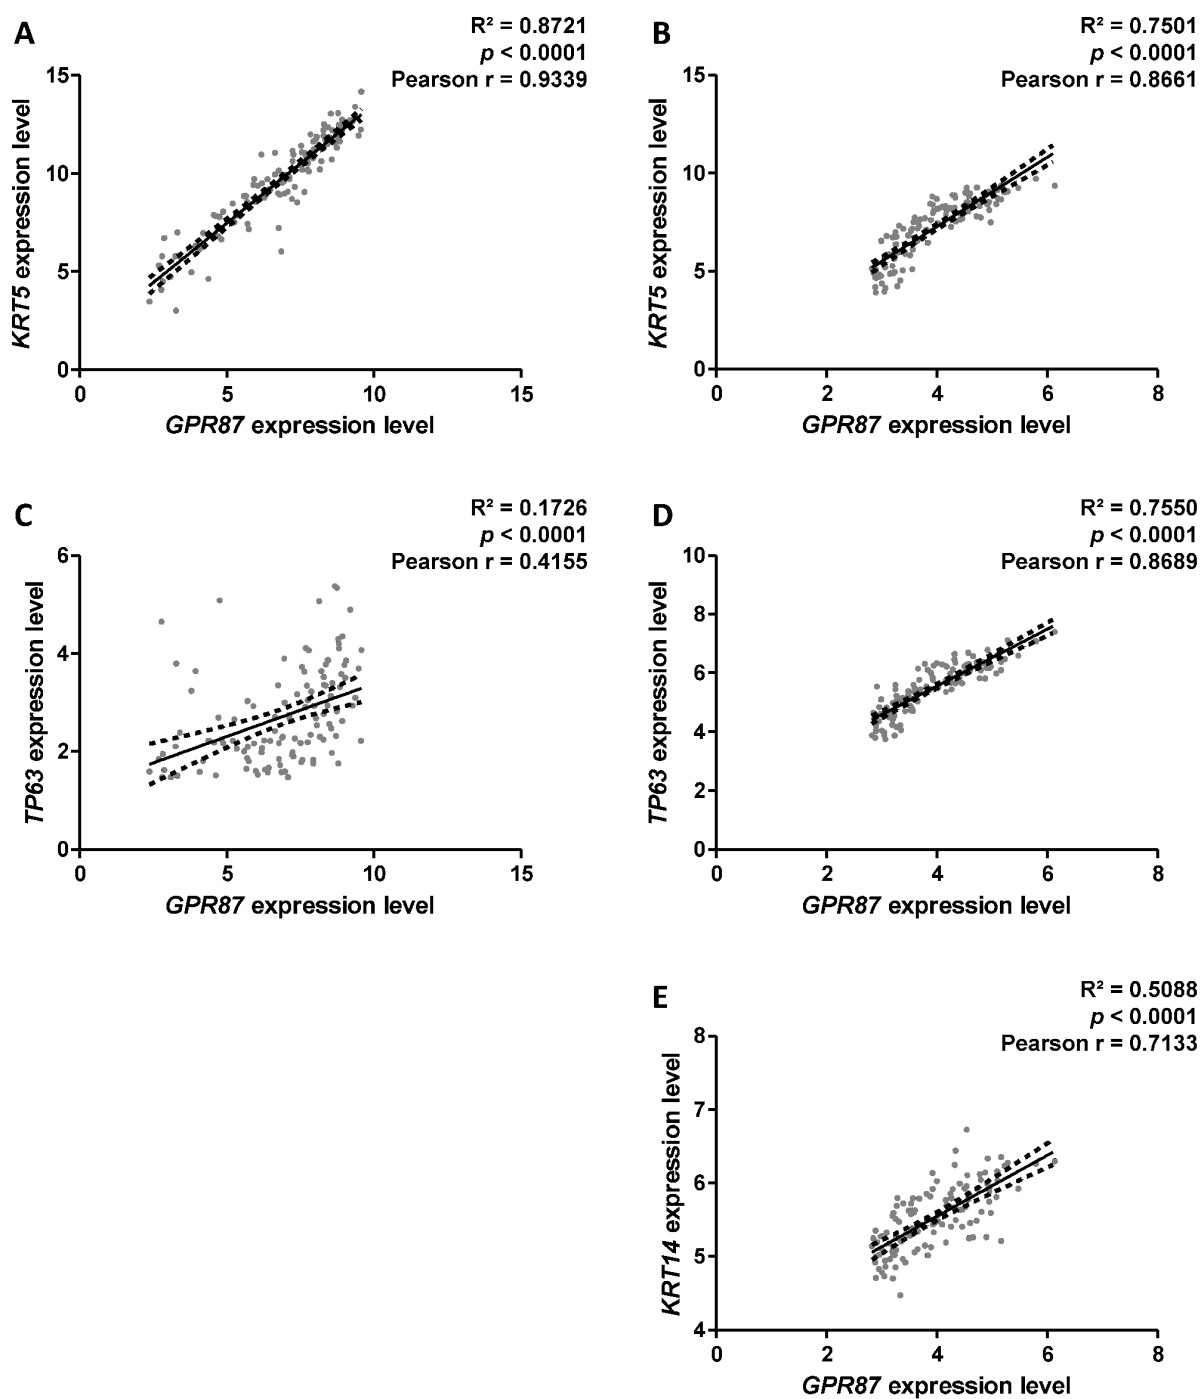 A
R² = 0.8721
p < 0.0001
Pearson r = 0.9339
15
10
5
0
KRT5 expression level
0 5 10 15
GPR87 expression level
B
R² = 0.7501
p < 0.0001
Pearson r = 0.8661
15
10
5
0
KRT5 expression level
0 2 4 6 8
GPR87 expression level
C
R² = 0.1726
p < 0.0001
Pearson r = 0.4155
6
4
2
0
TP63 expression level
0 5 10 15
GPR87 expression level
D
R² = 0.7550
p < 0.0001
Pearson r = 0.8689
10
8
6
4
2
0
TP63 expression level
0 2 4 6 8
GPR87 expression level
E
R² = 0.5088
p < 0.0001
Pearson r = 0.7133
8
7
6
5
4
KRT14 expression level
0 2 4 6 8
GPR87 expression level